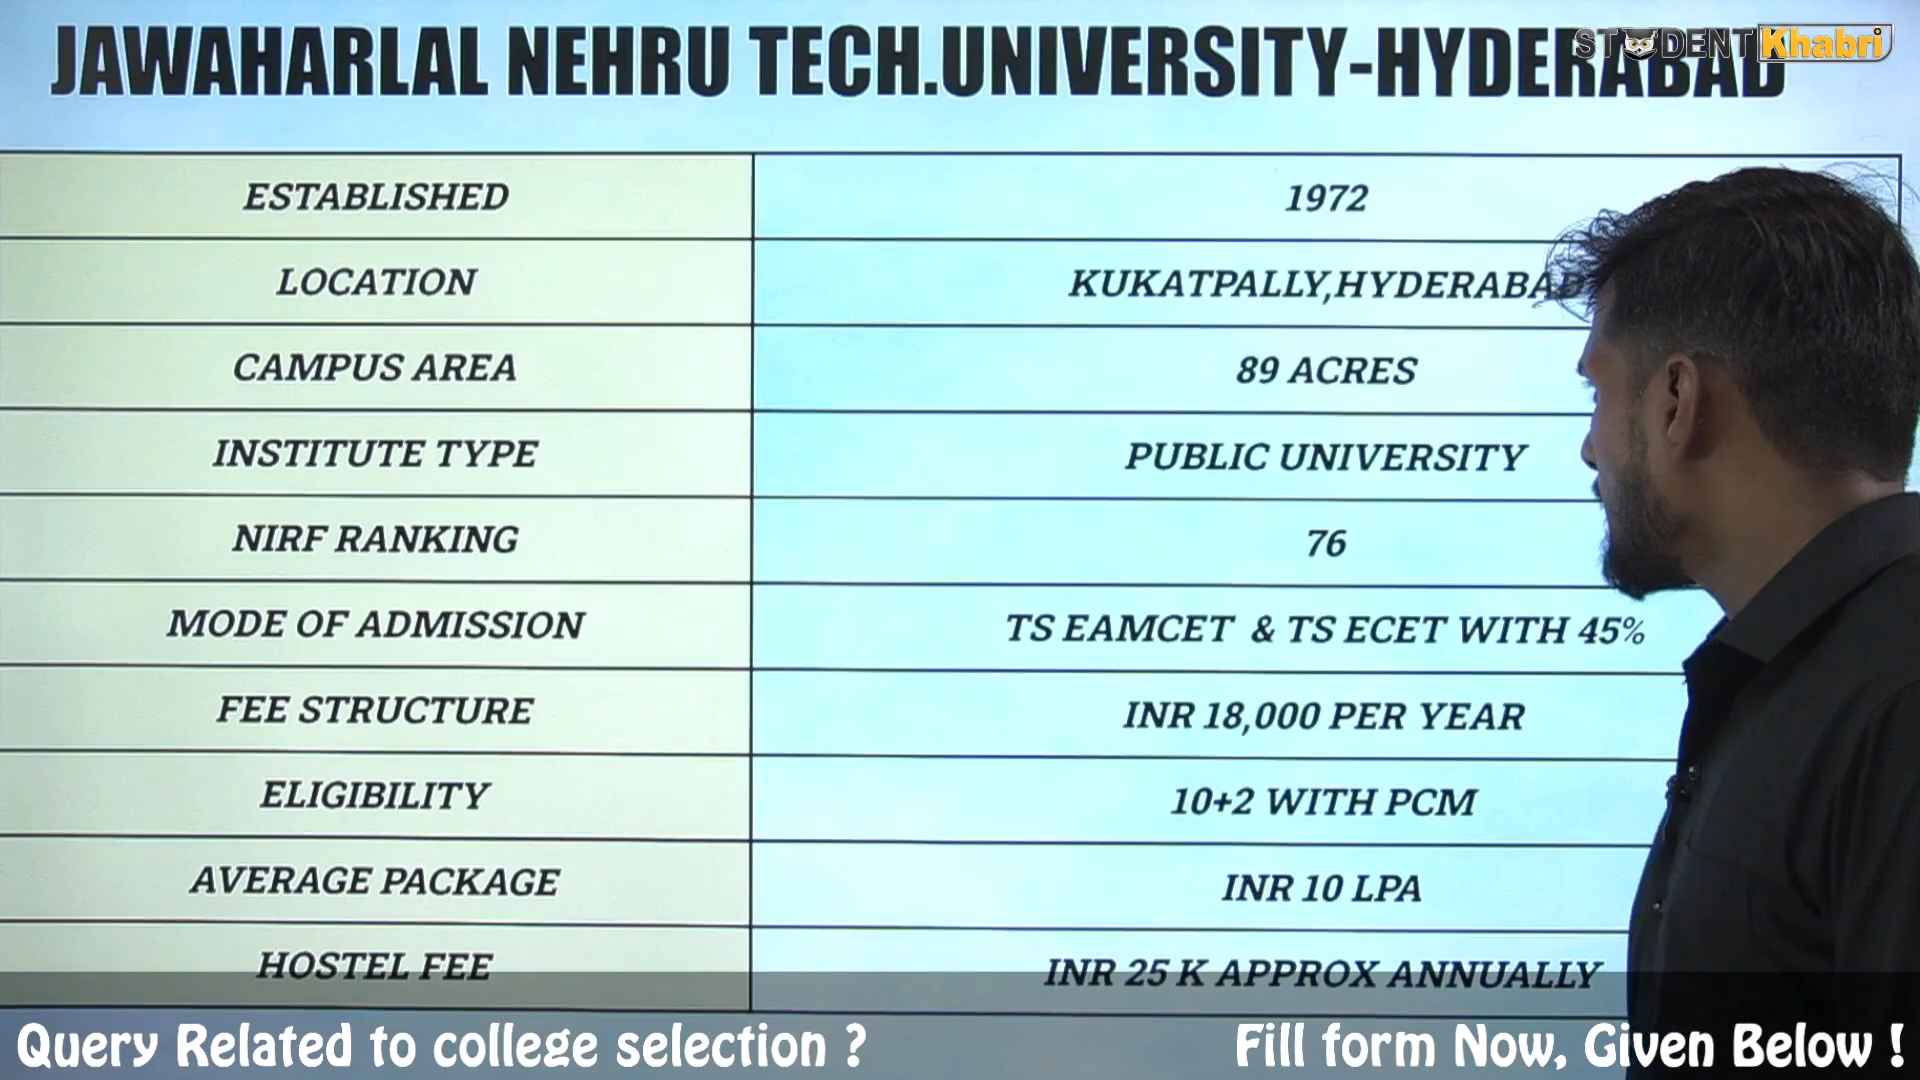 JAWAHARLAL NEHRU TECH.UNIVERSITY-HYDERABAD
STUDENT Khabri
ESTABLISHED 1972
LOCATION KUKATPALLY,HYDERABAD
CAMPUS AREA 89 ACRES
INSTITUTE TYPE PUBLIC UNIVERSITY
NIRF RANKING 76
MODE OF ADMISSION TS EAMCET & TS ECET WITH 45%
FEE STRUCTURE INR 18,000 PER YEAR
ELIGIBILITY 10+2 WITH PCM
AVERAGE PACKAGE INR 10 LPA
HOSTEL FEE INR 25 K APPROX ANNUALLY
Query Related to college selection ? Fill form Now, Given Below !